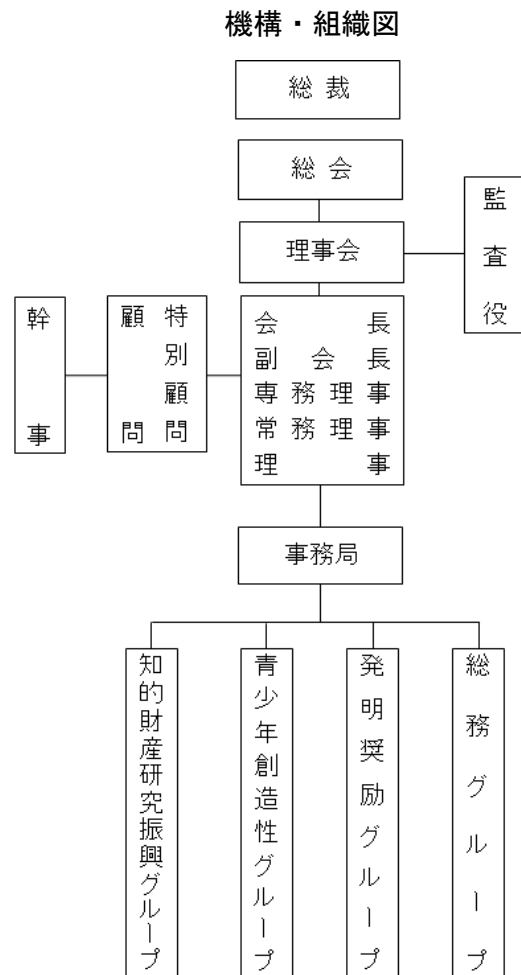 機構・組織図
総裁
総会
理事会
監査役
会長
副会長
専務理事
常務理事
理事
特別顧問
顧問
幹事
事務局
総務グループ
発明奨励グループ
青少年創造性グループ
知的財産研究振興グループ